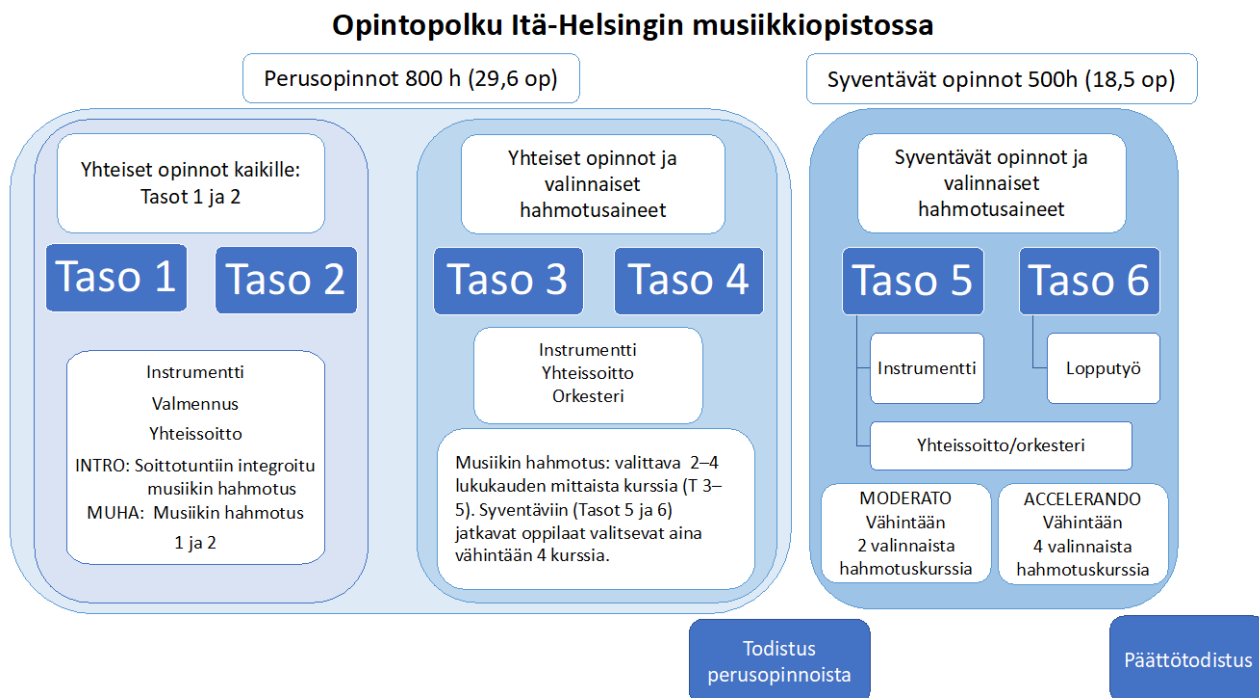 Opintopolku Itä-Helsingin musiikkiopistossa
Perusopinnot 800 h (29,6 op)
Syventävät opinnot 500h (18,5 op)
Yhteiset opinnot kaikille:
Tasot 1 ja 2
Taso 1
Taso 2
Instrumentti
Valmennus
Yhteissoitto
INTRO: Soittotuntiin integroitu
musiikin hahmotus
MUHA: Musiikin hahmotus
1 ja 2
Yhteiset opinnot ja
valinnaiset
hahmotusaineet
Taso 3
Taso 4
Instrumentti
Yhteissoitto
Orkesteri
Musiikin hahmotus: valittava 2–4
lukukauden mittaista kurssia (T 3–
5). Syventäviin (Tasot 5 ja 6)
jatkavat oppilaat valitsevat aina
vähintään 4 kurssia.
Syventävät opinnot ja
valinnaiset
hahmotusaineet
Taso 5
Taso 6
Instrumentti
Lopputyö
Yhteissoitto/orkesteri
MODERATO
Vähintään
2 valinnaista
hahmotuskurssia
ACCELERANDO
Vähintään
4 valinnaista
hahmotuskurssia
Todistus
perusopinnoista
Päättötodistus